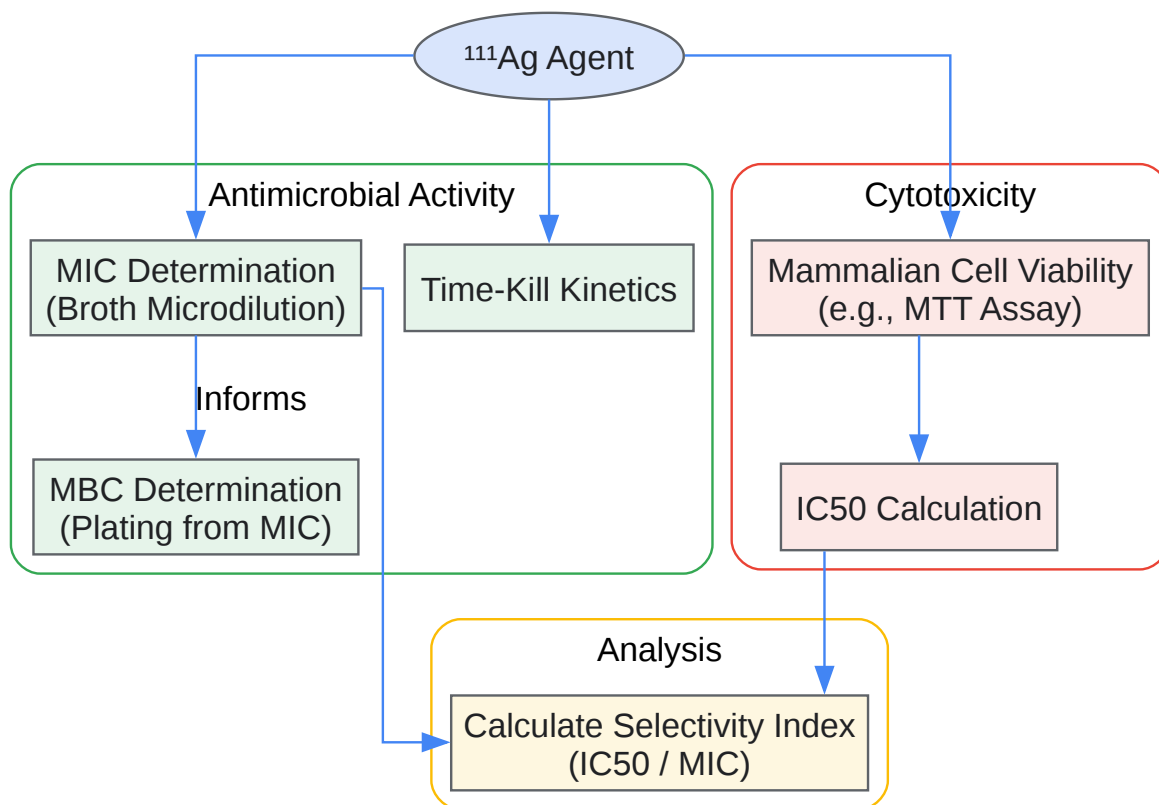 ¹¹¹Ag Agent
Antimicrobial Activity
MIC Determination
(Broth Microdilution)
Time-Kill Kinetics
Informs
MBC Determination
(Plating from MIC)
Cytotoxicity
Mammalian Cell Viability
(e.g., MTT Assay)
IC50 Calculation
Analysis
Calculate Selectivity Index
(IC50 / MIC)